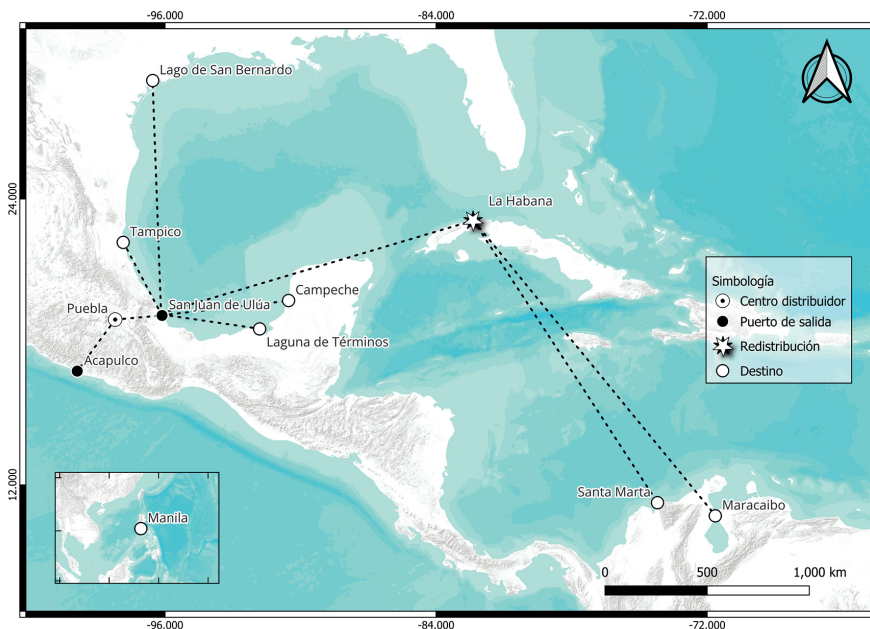 -96.000
-84.000
-72.000
Lago de San Bernardo
24.000
La Habana
Tampico
Simbología
Campeche
Centro distribuidor
San Juan de Ulúa
Puebla
Puerto de salida
Laguna de Términos
Redistribución
Acapulco
Destino
12.000
Santa Marta
Maracaibo
Manila
0
500
1,000 km
-96.000
-84.000
-72.000